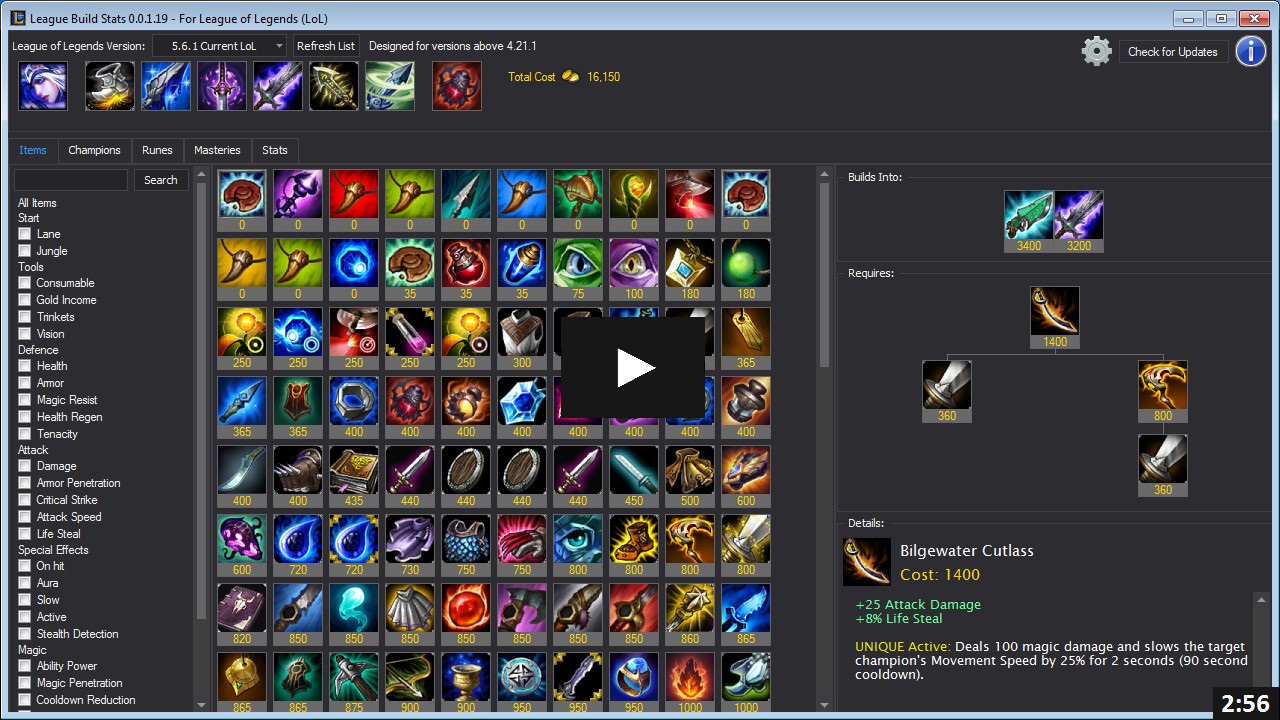 League Build Stats 0.0.1.19 - For League of Legends (LoL)
League of Legends Version: 5.6.1 Current LoL Refresh List Designed for versions above 4.21.1
Check for Updates
Total Cost 16,150
Items Champions Runes Masteries Stats
Search
All Items
Start
Lane
Jungle
Tools
Consumable
Gold Income
Trinkets
Vision
Defence
Health
Armor
Magic Resist
Health Regen
Tenacity
Attack
Damage
Armor Penetration
Critical Strike
Attack Speed
Life Steal
Special Effects
On hit
Aura
Slow
Active
Stealth Detection
Magic
Ability Power
Magic Penetration
Cooldown Reduction
0 0 0 0 0 0 0 0 0 0
0 0 0 35 35 35 75 100 180 180
250 250 250 250 250 300 365
365 365 400 400 400 400 400 400 400 400
400 400 435 440 440 440 440 450 500 600
600 720 720 730 750 750 800 800 800 800
820 850 850 850 850 850 850 850 860 865
865 865 875 900 900 950 950 950 1000 1000
Builds Into:
3400 3200
Requires:
1400
360 800
360
Details:
Bilgewater Cutlass
Cost: 1400
+25 Attack Damage
+8% Life Steal
UNIQUE Active: Deals 100 magic damage and slows the target
champion's Movement Speed by 25% for 2 seconds (90 second
cooldown).
2:56